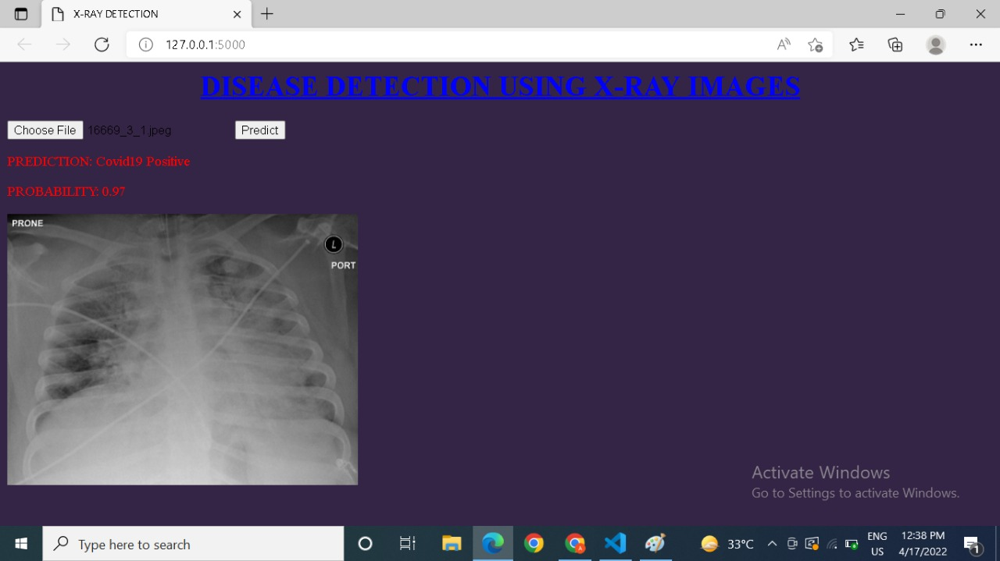 X-RAY DETECTION
127.0.0.1:5000
DISEASE DETECTION USING X-RAY IMAGES
Choose File 16669_3_1.jpeg Predict
PREDICTION: Covid19 Positive
PROBABILITY: 0.97
PRONE
L
PORT
Activate Windows
Go to Settings to activate Windows.
Type here to search
33°C
ENG
US
12:38 PM
4/17/2022
1